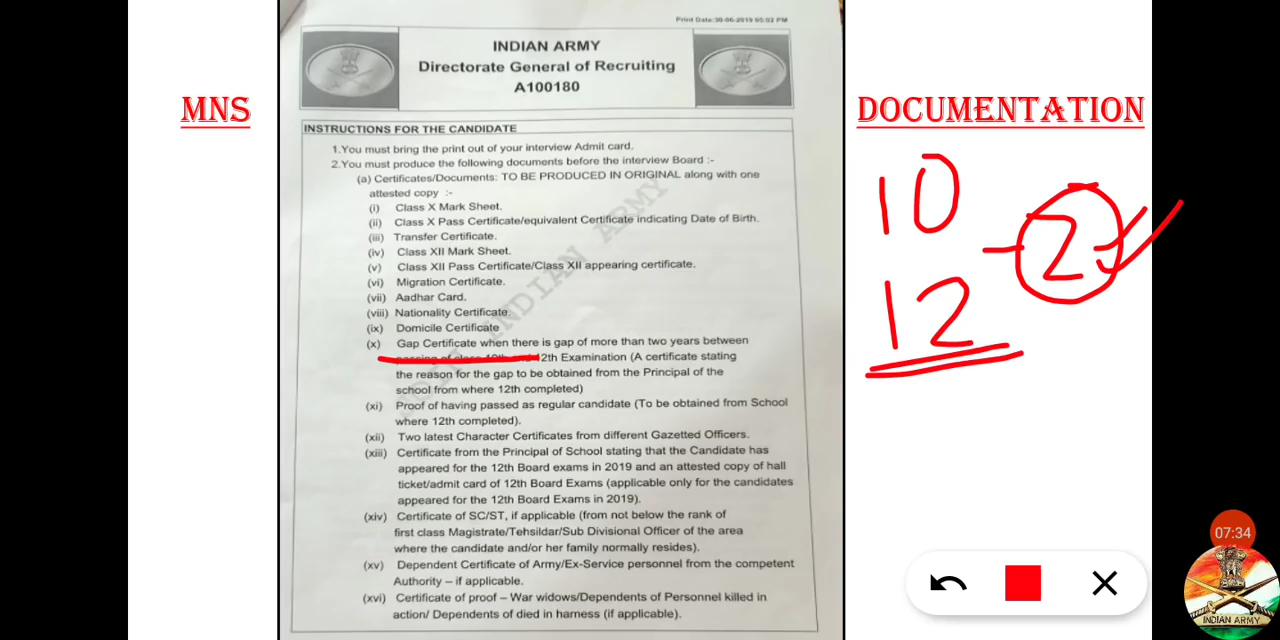 Print Date:30-06-2019 05:02 PM
INDIAN ARMY
Directorate General of Recruiting
A100180
MNS
DOCUMENTATION
INSTRUCTIONS FOR THE CANDIDATE
1.You must bring the print out of your interview Admit card.
2.You must produce the following documents before the interview Board :-
(a) Certificates/Documents: TO BE PRODUCED IN ORIGINAL along with one
attested copy :-
(i) Class X Mark Sheet.
(ii) Class X Pass Certificate/equivalent Certificate indicating Date of Birth.
(iii) Transfer Certificate.
(iv) Class XII Mark Sheet.
(v) Class XII Pass Certificate/Class XII appearing certificate.
(vi) Migration Certificate.
(vii) Aadhar Card.
(viii) Nationality Certificate.
(ix) Domicile Certificate
(x) Gap Certificate when there is gap of more than two years between
passing of class 10th and 12th Examination (A certificate stating
the reason for the gap to be obtained from the Principal of the
school from where 12th completed)
(xi) Proof of having passed as regular candidate (To be obtained from School
where 12th completed).
(xii) Two latest Character Certificates from different Gazetted Officers.
(xiii) Certificate from the Principal of School stating that the Candidate has
appeared for the 12th Board exams in 2019 and an attested copy of hall
ticket/admit card of 12th Board Exams (applicable only for the candidates
appeared for the 12th Board Exams in 2019).
(xiv) Certificate of SC/ST, if applicable (from not below the rank of
first class Magistrate/Tehsildar/Sub Divisional Officer of the area
where the candidate and/or her family normally resides).
(xv) Dependent Certificate of Army/Ex-Service personnel from the competent
Authority – if applicable.
(xvi) Certificate of proof – War widows/Dependents of Personnel killed in
action/ Dependents of died in harness (if applicable).
INDIAN ARMY
10
- 2
12
07:34
INDIAN ARMY